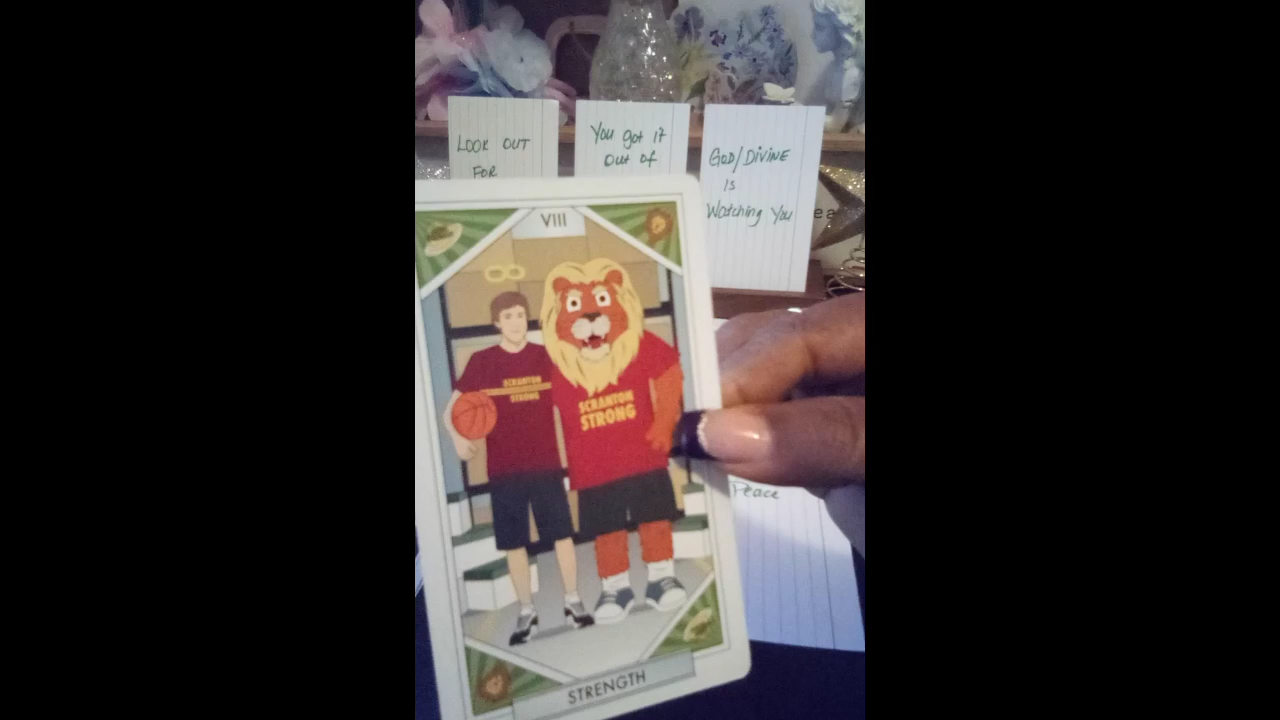 LOOK OUT
FOR
You got it
out of
GOD/DIVINE
is
Watching You
ea
VIII
SCRANTON
STRONG
SCRANTON
STRONG
Peace
STRENGTH